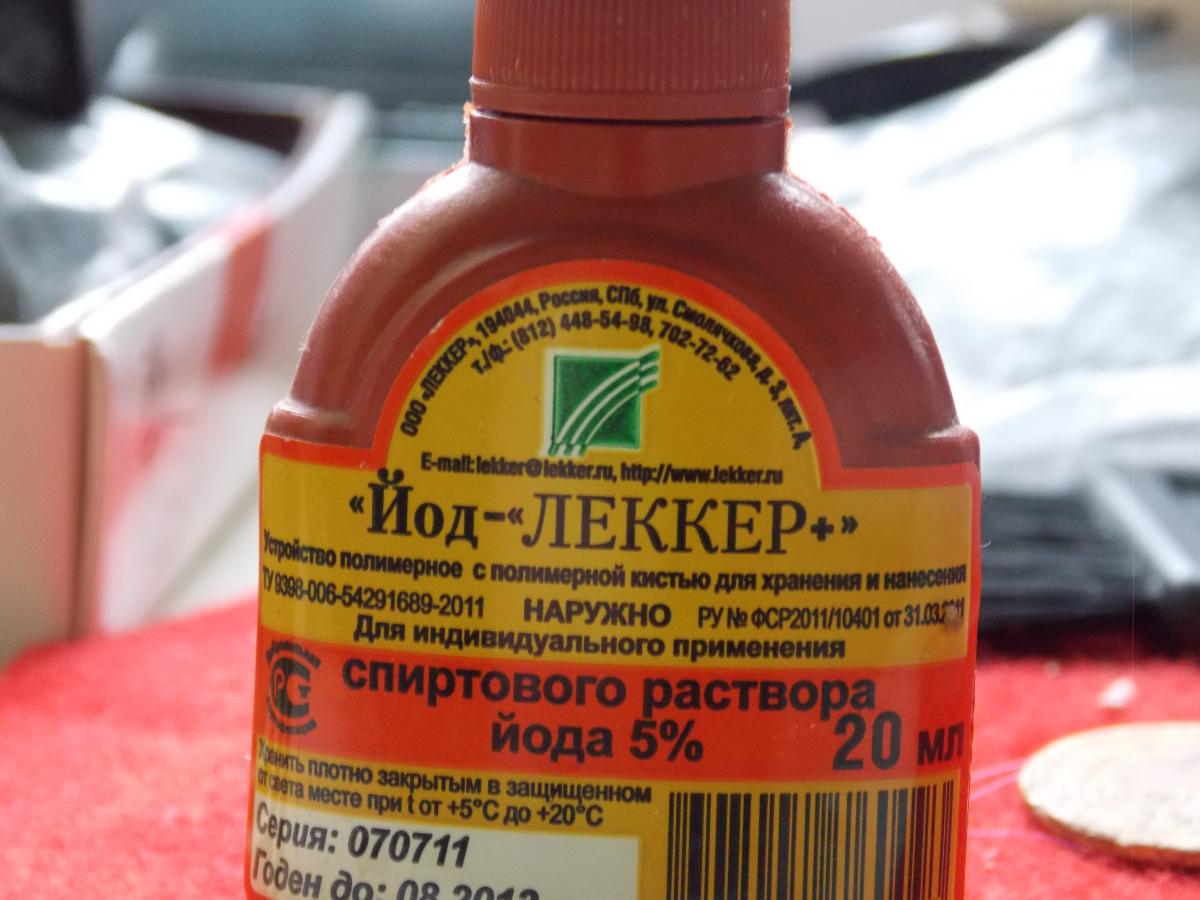 ООО «ЛЕККЕР», 194044, Россия, СПб, ул. Смолячкова, д. 3, лит. А,
т./ф.: (812) 448-54-98, 702-72-62
E-mail: lekker@lekker.ru, http://www.lekker.ru
«Йод-«ЛЕККЕР+»
Устройство полимерное с полимерной кистью для хранения и нанесения
ТУ 9398-006-54291689-2011 НАРУЖНО РУ № ФСР2011/10401 от 31.03.
Для индивидуального применения
спиртового раствора
йода 5% 20 мл
Хранить плотно закрытым в защищенном
от света месте при t от +5°С до +20°С
Серия: 070711
Годен до: